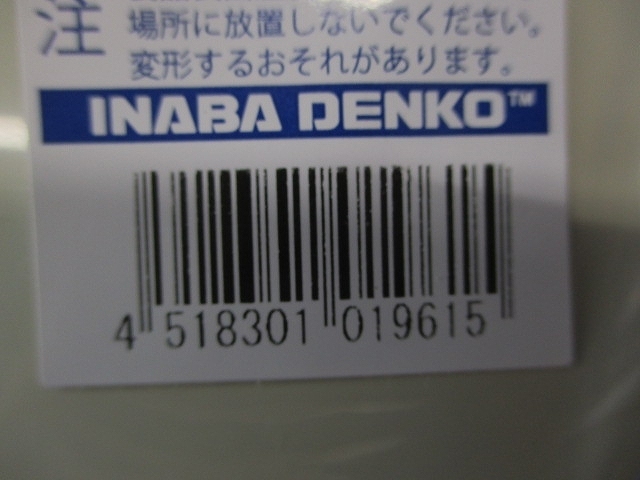 注
場所に放置しないでください。
変形するおそれがあります。
INABA DENKO™
4 518301 019615